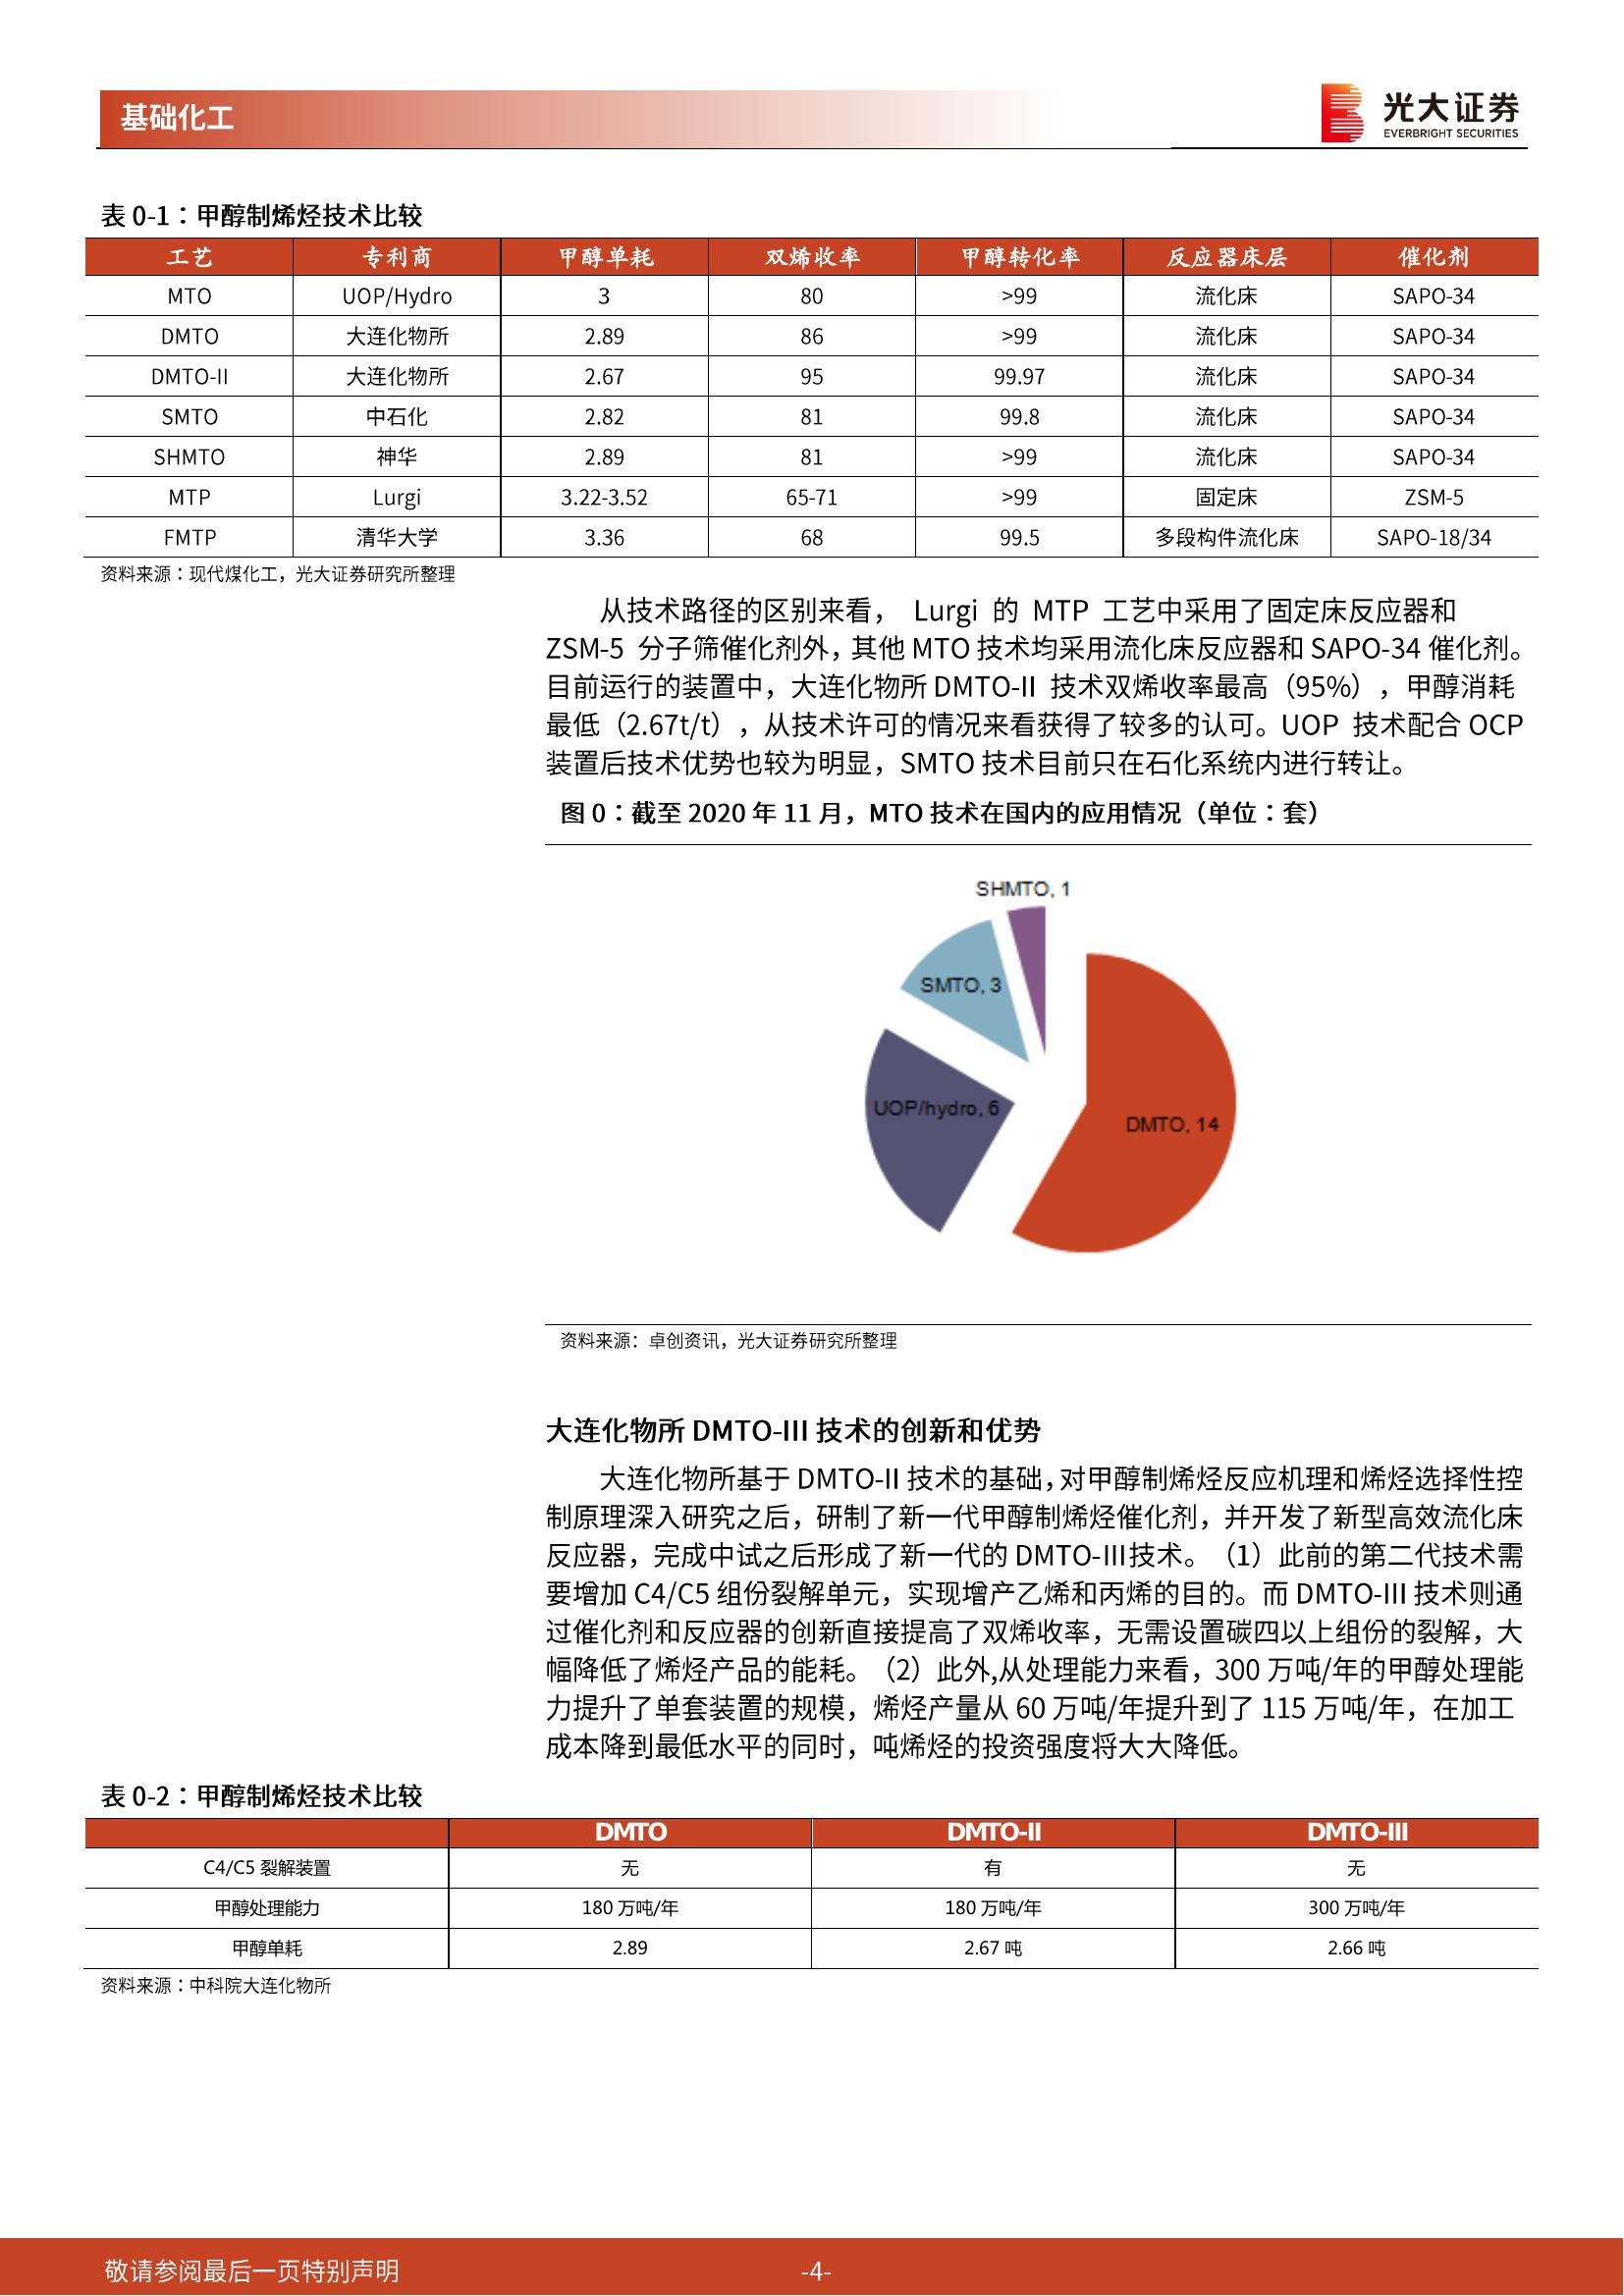 基础化工
光大证券
EVERBRIGHT SECURITIES
表 0-1：甲醇制烯烃技术比较
工艺 专利商 甲醇单耗 双烯收率 甲醇转化率 反应器床层 催化剂
MTO UOP/Hydro 3 80 >99 流化床 SAPO-34
DMTO 大连化物所 2.89 86 >99 流化床 SAPO-34
DMTO-II 大连化物所 2.67 95 99.97 流化床 SAPO-34
SMTO 中石化 2.82 81 99.8 流化床 SAPO-34
SHMTO 神华 2.89 81 >99 流化床 SAPO-34
MTP Lurgi 3.22-3.52 65-71 >99 固定床 ZSM-5
FMTP 清华大学 3.36 68 99.5 多段构件流化床 SAPO-18/34
资料来源：现代煤化工，光大证券研究所整理
从技术路径的区别来看， Lurgi 的 MTP 工艺中采用了固定床反应器和
ZSM-5 分子筛催化剂外，其他 MTO 技术均采用流化床反应器和 SAPO-34 催化剂。
目前运行的装置中，大连化物所 DMTO-II 技术双烯收率最高（95%），甲醇消耗
最低（2.67t/t），从技术许可的情况来看获得了较多的认可。UOP 技术配合 OCP
装置后技术优势也较为明显，SMTO 技术目前只在石化系统内进行转让。
图 0：截至 2020 年 11 月，MTO 技术在国内的应用情况（单位：套）
SHMTO, 1
SMTO, 3
UOP/hydro, 6
DMTO, 14
资料来源：卓创资讯，光大证券研究所整理
大连化物所 DMTO-III 技术的创新和优势
大连化物所基于 DMTO-II 技术的基础，对甲醇制烯烃反应机理和烯烃选择性控
制原理深入研究之后，研制了新一代甲醇制烯烃催化剂，并开发了新型高效流化床
反应器，完成中试之后形成了新一代的 DMTO-III技术。（1）此前的第二代技术需
要增加 C4/C5 组份裂解单元，实现增产乙烯和丙烯的目的。而 DMTO-III 技术则通
过催化剂和反应器的创新直接提高了双烯收率，无需设置碳四以上组份的裂解，大
幅降低了烯烃产品的能耗。（2）此外,从处理能力来看，300 万吨/年的甲醇处理能
力提升了单套装置的规模，烯烃产量从 60 万吨/年提升到了 115 万吨/年，在加工
成本降到最低水平的同时，吨烯烃的投资强度将大大降低。
表 0-2：甲醇制烯烃技术比较
DMTO DMTO-II DMTO-III
C4/C5 裂解装置 无 有 无
甲醇处理能力 180 万吨/年 180 万吨/年 300 万吨/年
甲醇单耗 2.89 2.67 吨 2.66 吨
资料来源：中科院大连化物所
敬请参阅最后一页特别声明 -4-